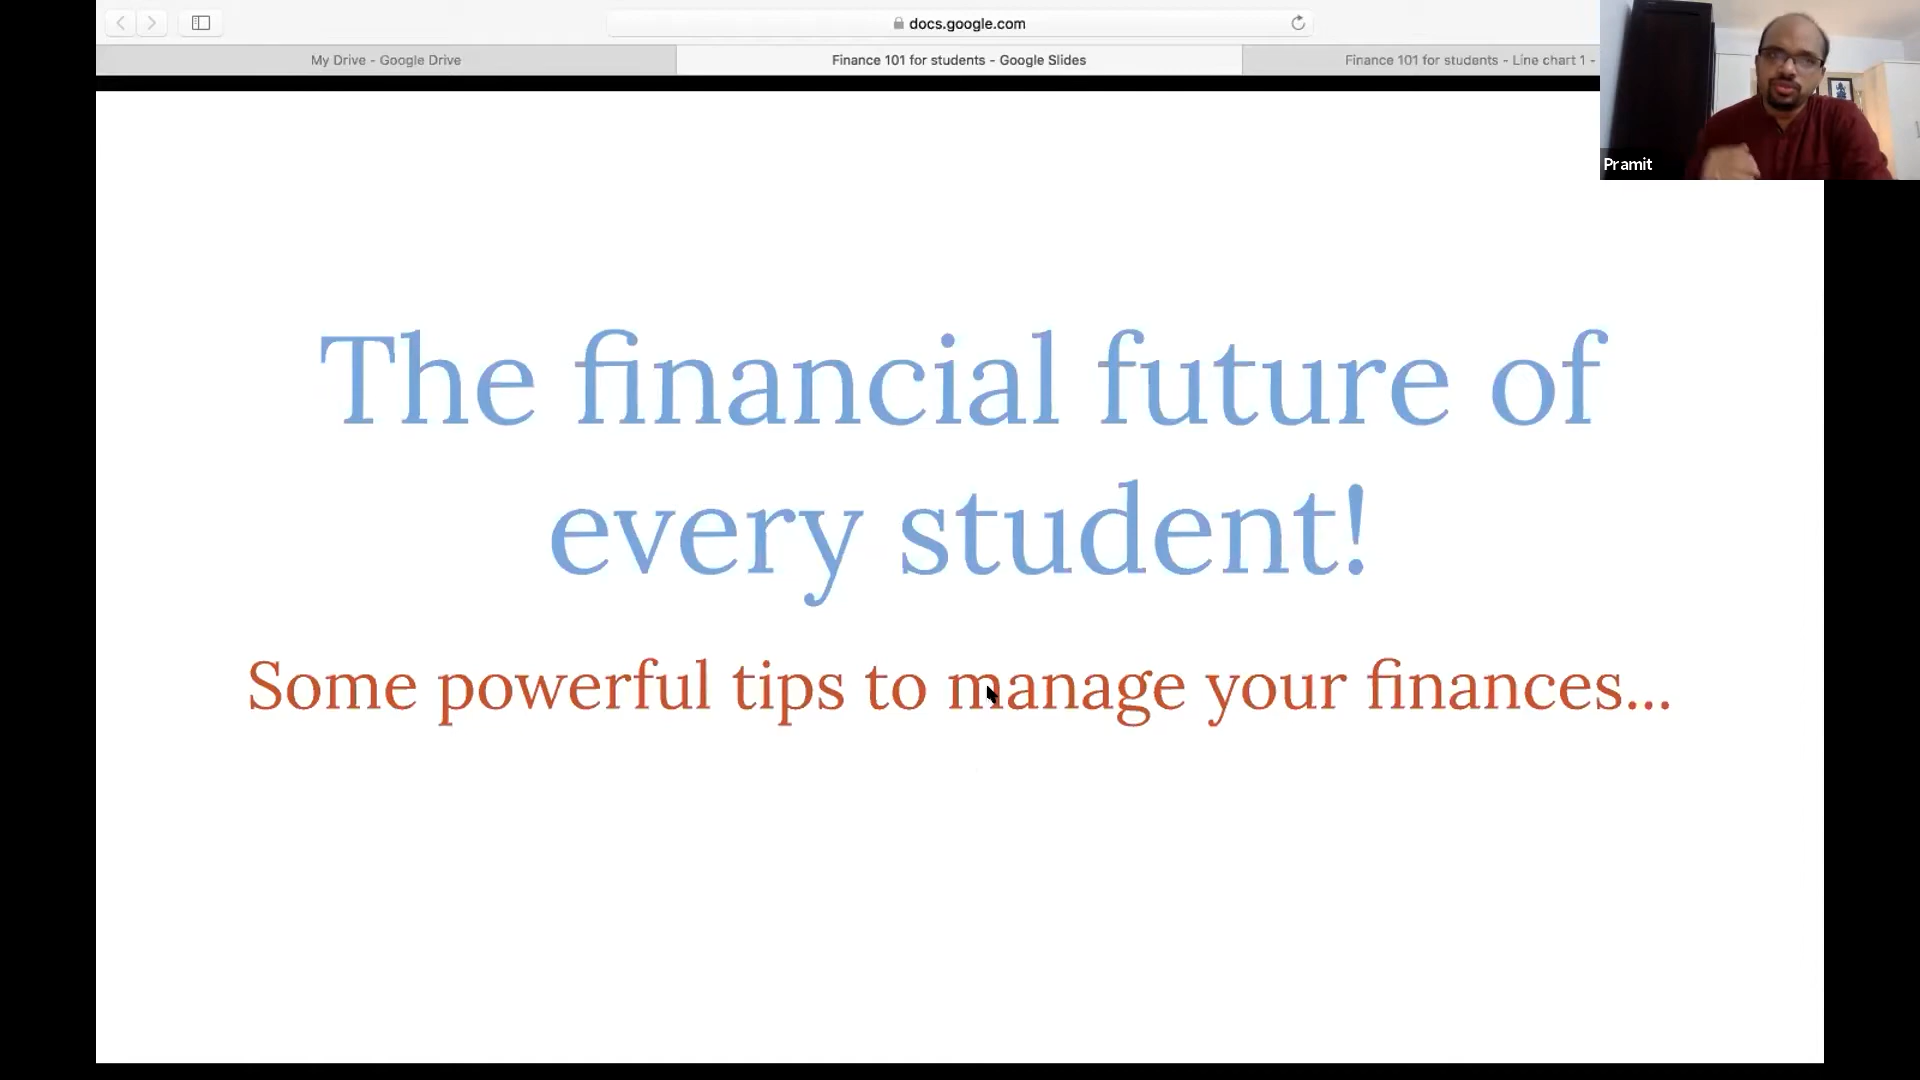 docs.google.com
My Drive - Google Drive
Finance 101 for students - Google Slides
Finance 101 for students - Line chart 1 -
Pramit
The financial future of
every student!
Some powerful tips to manage your finances...